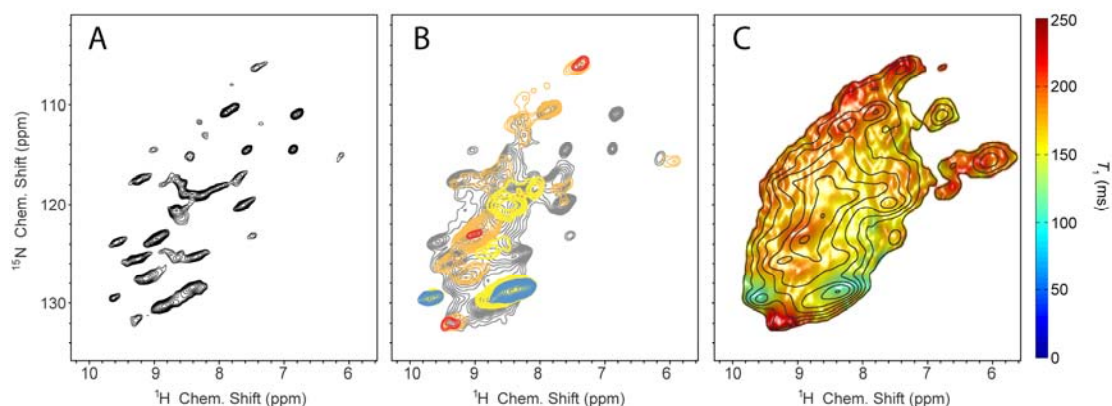 A
B
C
¹⁵N Chem. Shift (ppm)
110
120
130
10 9 8 7 6
¹H Chem. Shift (ppm)
10 9 8 7 6
¹H Chem. Shift (ppm)
10 9 8 7 6
¹H Chem. Shift (ppm)
250
200
150
100
50
0
T₁ (ms)